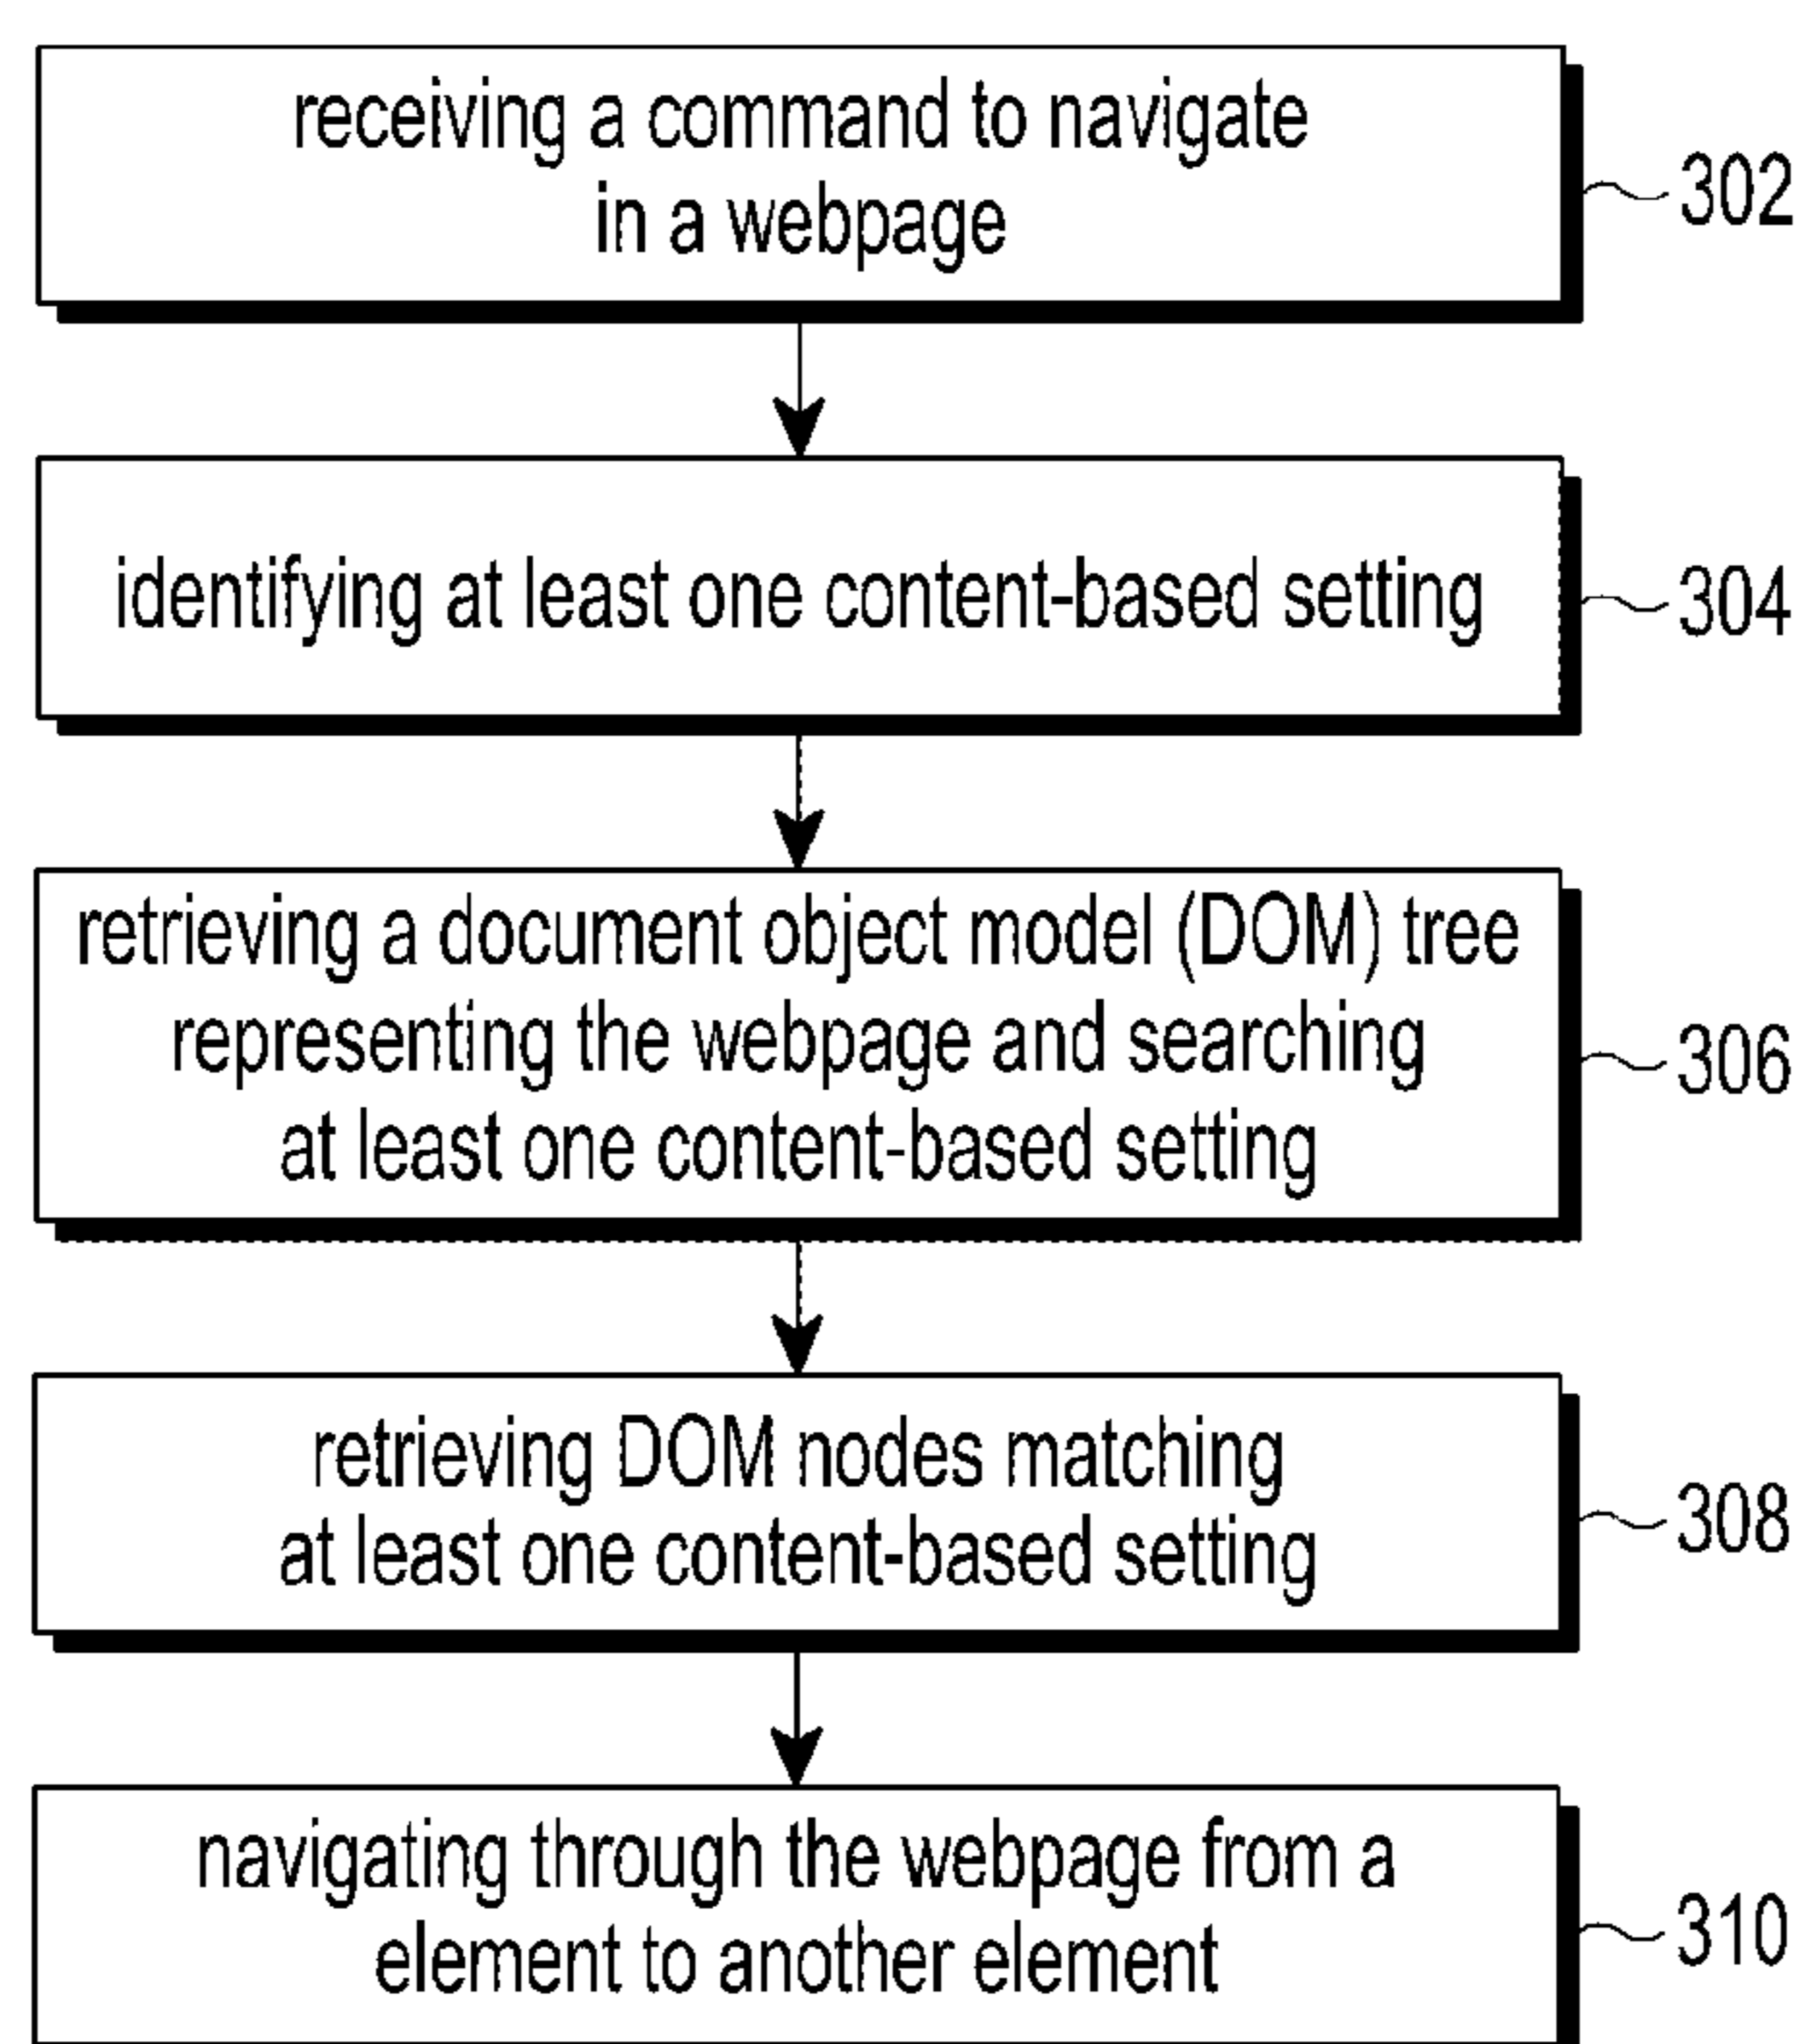 receiving a command to navigate
in a webpage
302
identifying at least one content-based setting
304
retrieving a document object model (DOM) tree
representing the webpage and searching
at least one content-based setting
306
retrieving DOM nodes matching
at least one content-based setting
308
navigating through the webpage from a
element to another element
310